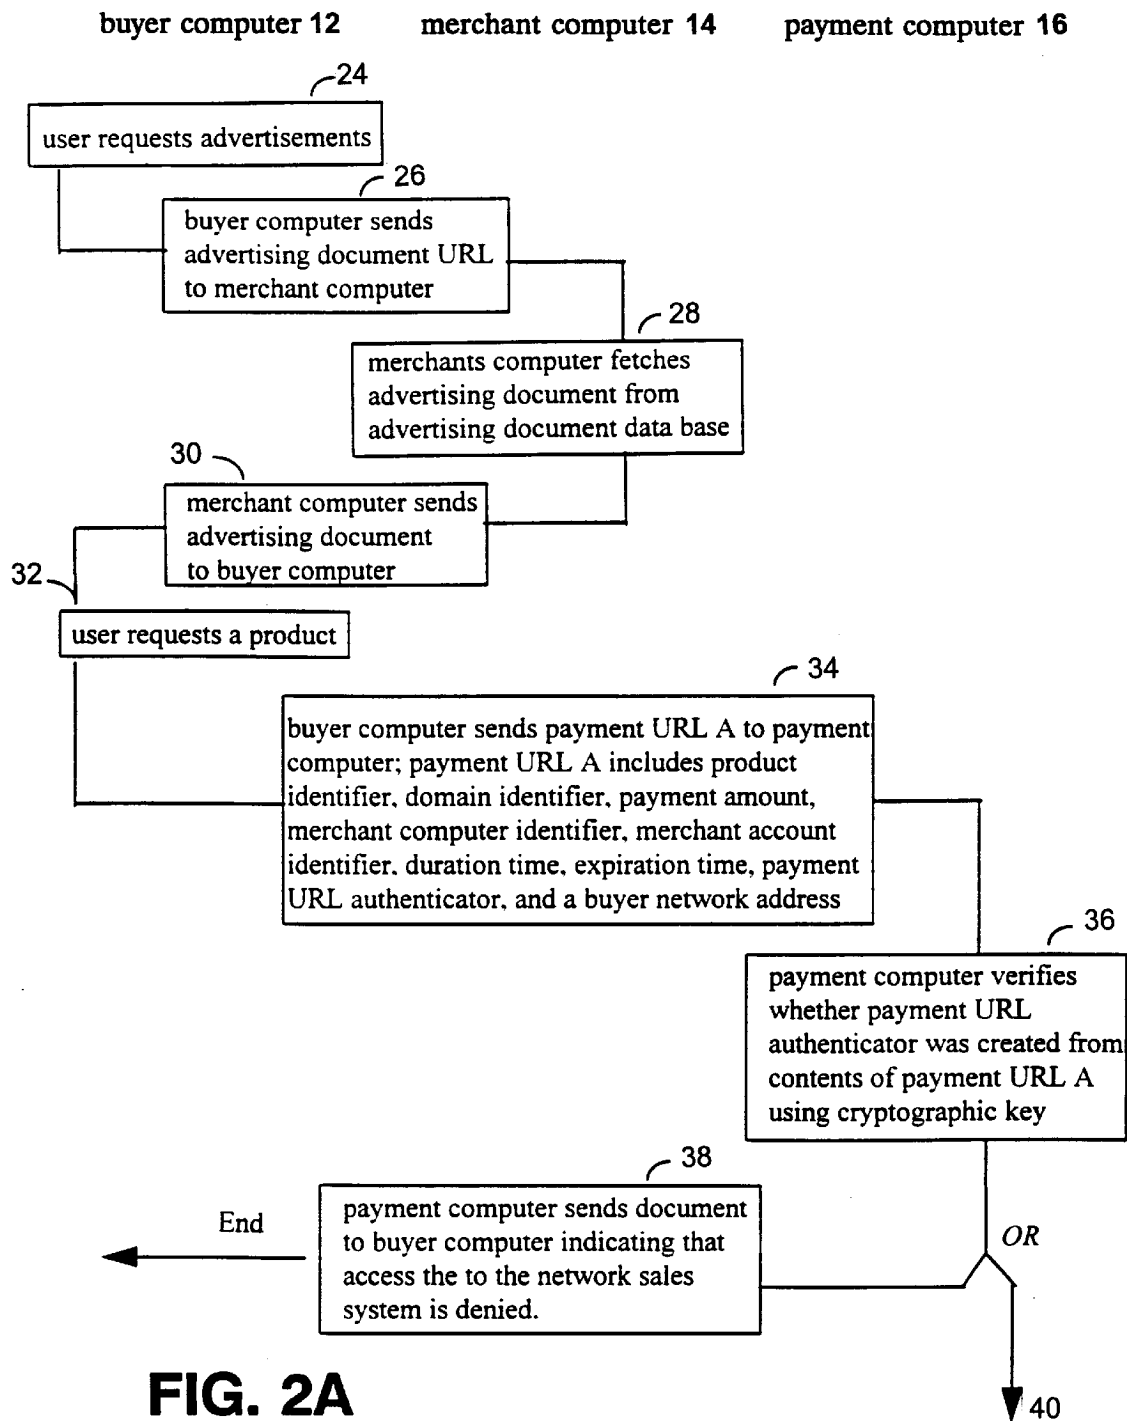 buyer computer 12 merchant computer 14 payment computer 16
24
user requests advertisements
26
buyer computer sends
advertising document URL
to merchant computer
28
merchants computer fetches
advertising document from
advertising document data base
30
merchant computer sends
advertising document
to buyer computer
32
user requests a product
34
buyer computer sends payment URL A to payment
computer; payment URL A includes product
identifier, domain identifier, payment amount,
merchant computer identifier, merchant account
identifier, duration time, expiration time, payment
URL authenticator, and a buyer network address
36
payment computer verifies
whether payment URL
authenticator was created from
contents of payment URL A
using cryptographic key
OR
38
payment computer sends document
to buyer computer indicating that
access the to the network sales
system is denied.
End
40
FIG. 2A